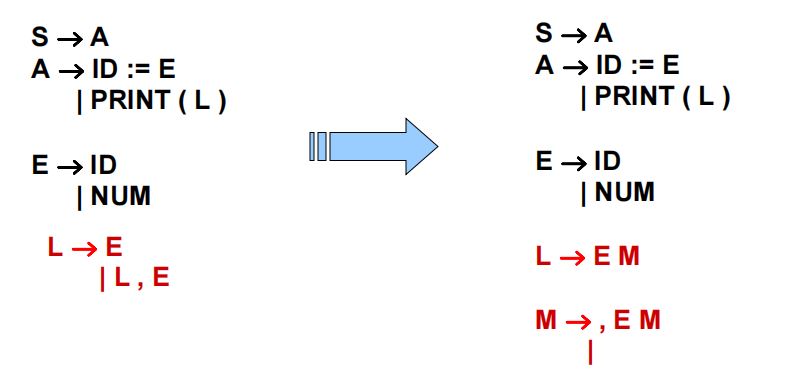 S → A
A → ID := E
| PRINT ( L )
E → ID
| NUM
L → E
| L , E
S → A
A → ID := E
| PRINT ( L )
E → ID
| NUM
L → E M
M → , E M
|